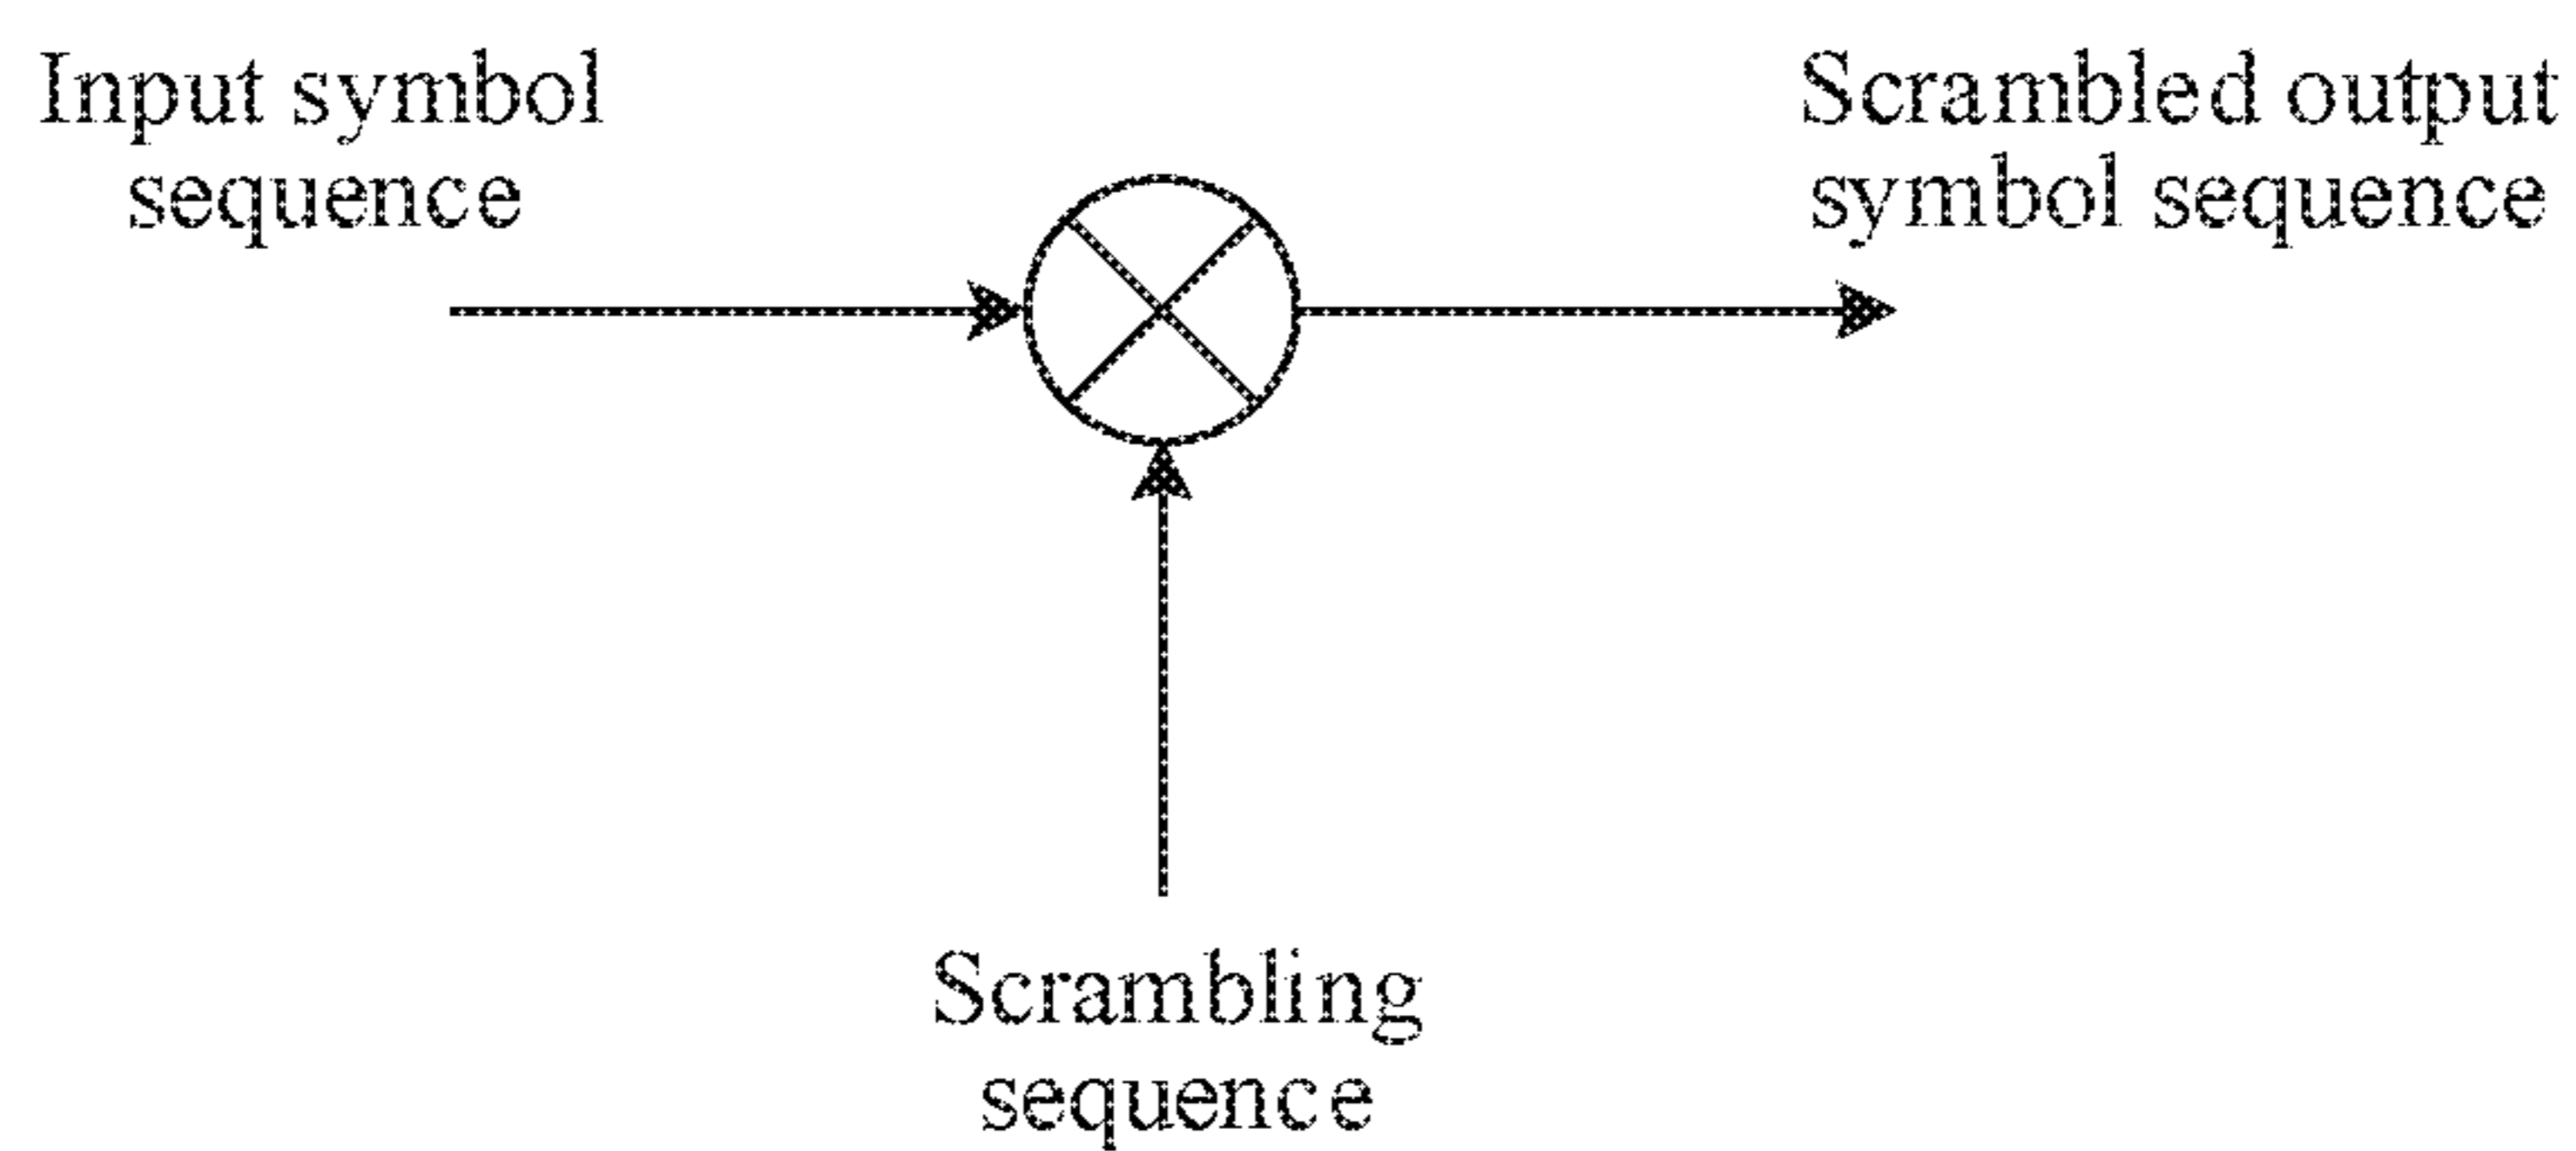 Input symbol
sequence
Scrambled output
symbol sequence
Scrambling
sequence